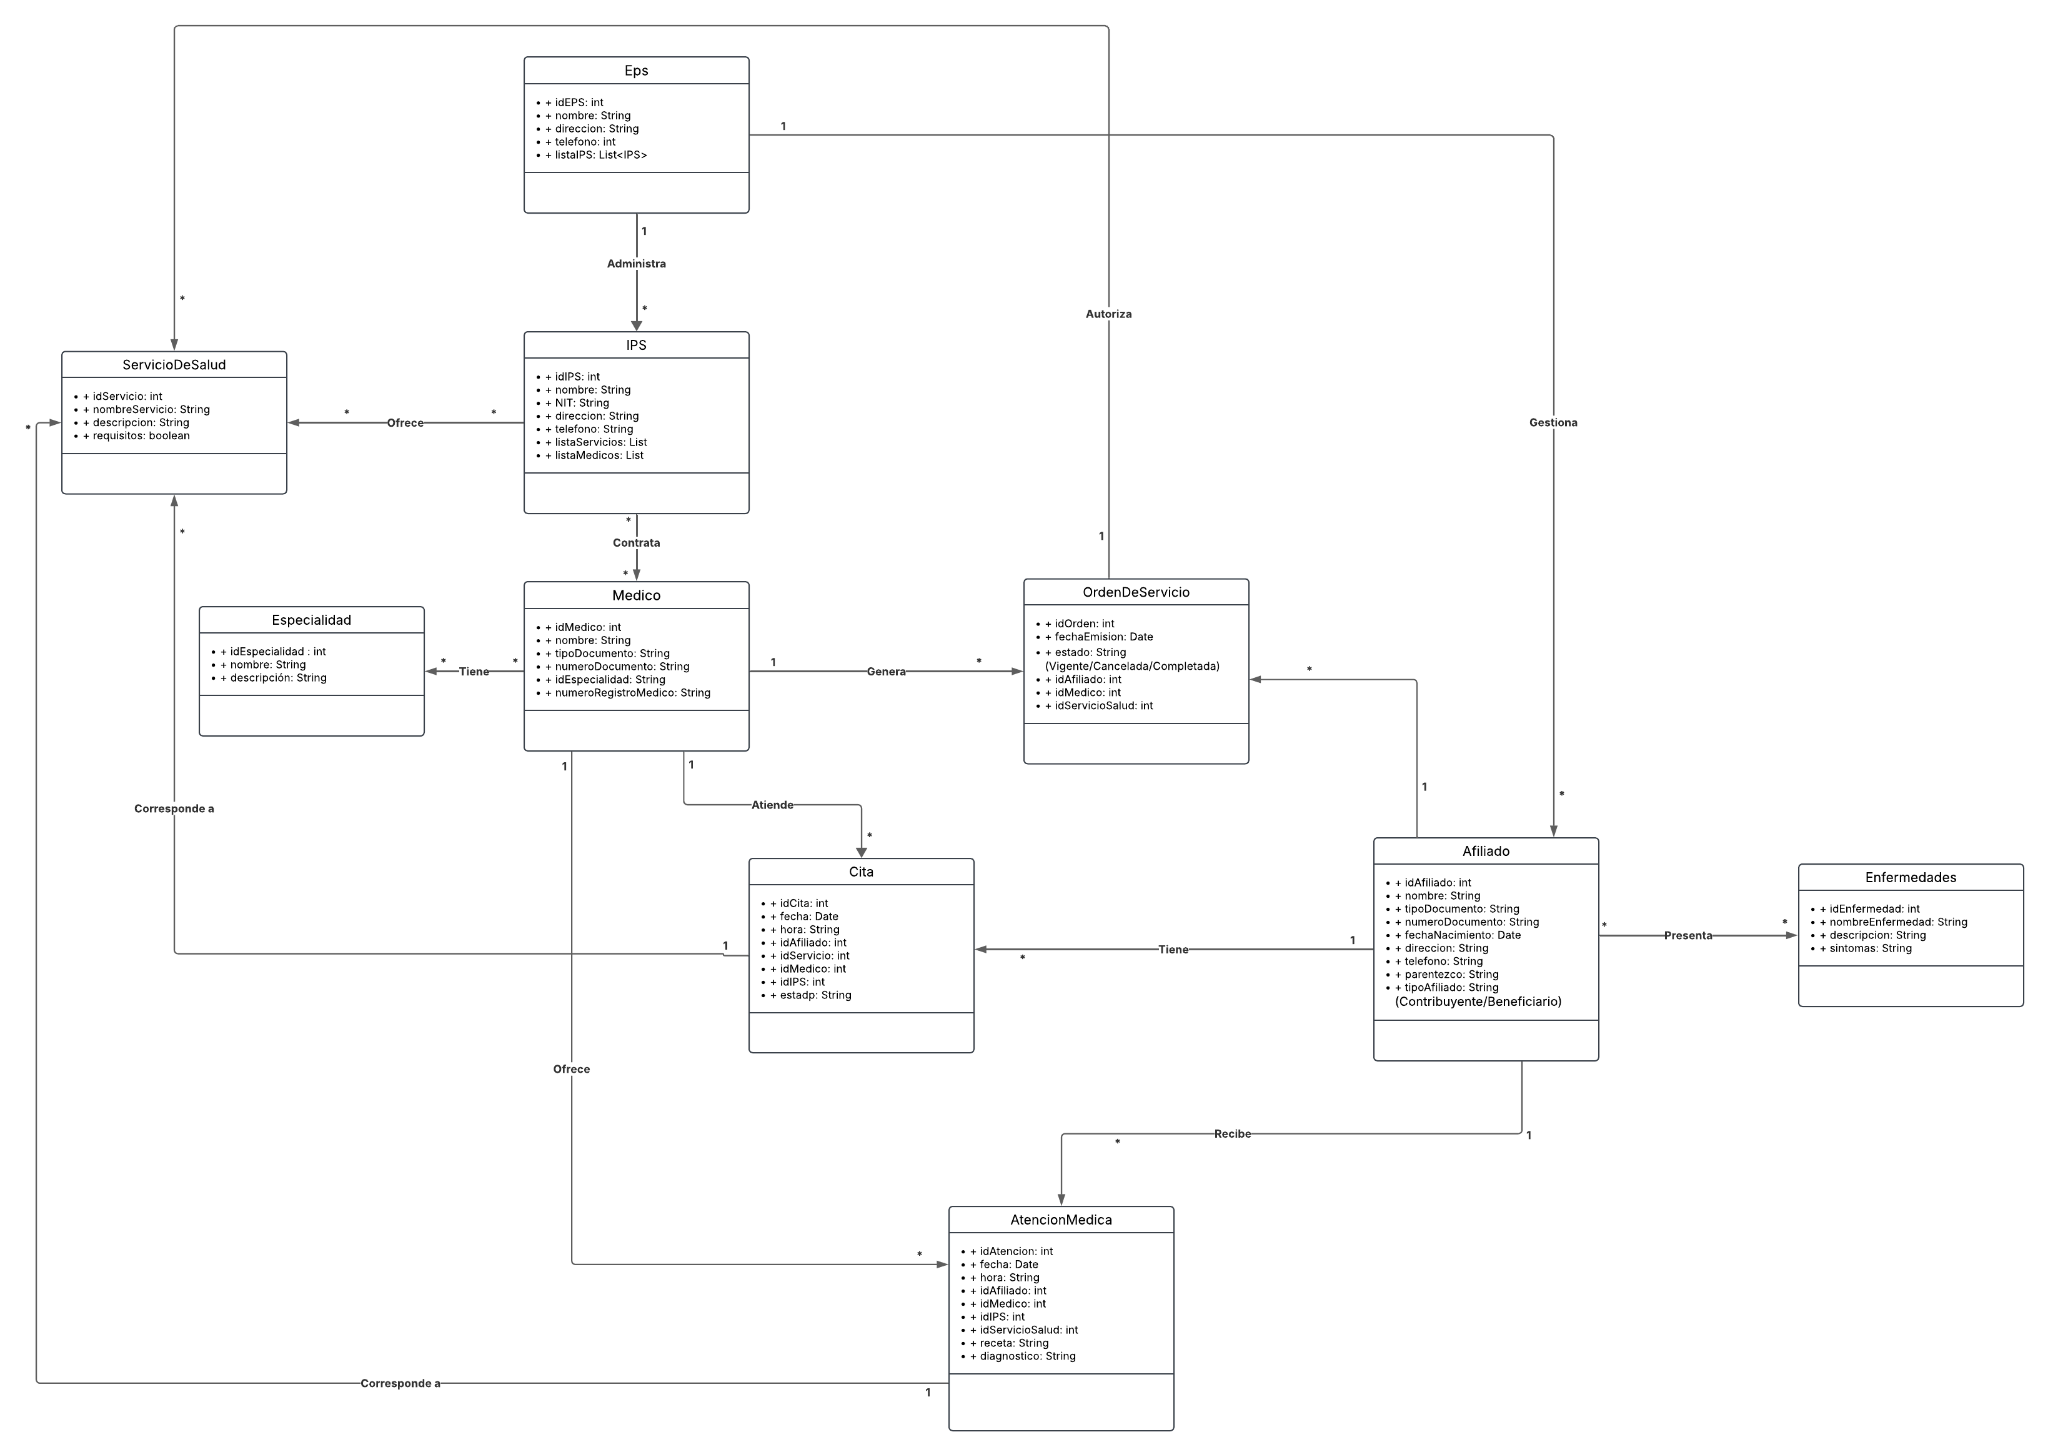 Eps
• + idEPS: int
• + nombre: String
• + direccion: String
• + telefono: int
• + listaIPS: List<IPS>
1
1
Administra
*
*
Autoriza
1
Gestiona
*
ServicioDeSalud
• + idServicio: int
• + nombreServicio: String
• + descripcion: String
• + requisitos: boolean
*
*
*
Ofrece
*
IPS
• + idIPS: int
• + nombre: String
• + NIT: String
• + direccion: String
• + telefono: String
• + listaServicios: List
• + listaMedicos: List
*
Contrata
*
Especialidad
• + idEspecialidad : int
• + nombre: String
• + descripción: String
*
Tiene
*
Medico
• + idMedico: int
• + nombre: String
• + tipoDocumento: String
• + numeroDocumento: String
• + idEspecialidad: String
• + numeroRegistroMedico: String
1
Genera
*
OrdenDeServicio
• + idOrden: int
• + fechaEmision: Date
• + estado: String
(Vigente/Cancelada/Completada)
• + idAfiliado: int
• + idMedico: int
• + idServicioSalud: int
*
1
1
1
Atiende
*
Corresponde a
1
Cita
• + idCita: int
• + fecha: Date
• + hora: String
• + idAfiliado: int
• + idServicio: int
• + idMedico: int
• + idIPS: int
• + estadp: String
*
Tiene
1
Afiliado
• + idAfiliado: int
• + nombre: String
• + tipoDocumento: String
• + numeroDocumento: String
• + fechaNacimiento: Date
• + direccion: String
• + telefono: String
• + parentezco: String
• + tipoAfiliado: String
(Contribuyente/Beneficiario)
*
Presenta
*
Enfermedades
• + idEnfermedad: int
• + nombreEnfermedad: String
• + descripcion: String
• + sintomas: String
Ofrece
*
Recibe
1
*
AtencionMedica
• + idAtencion: int
• + fecha: Date
• + hora: String
• + idAfiliado: int
• + idMedico: int
• + idIPS: int
• + idServicioSalud: int
• + receta: String
• + diagnostico: String
Corresponde a
1